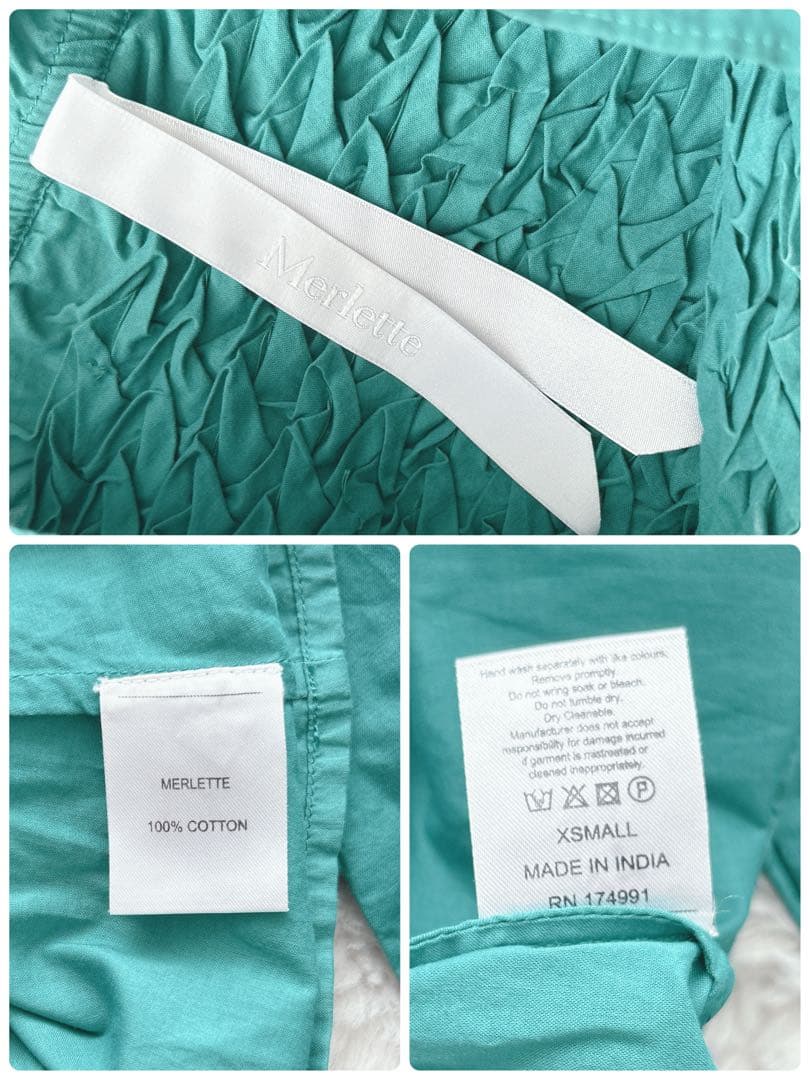 Merlette
MERLETTE
100% COTTON
Hand wash separately with like colours.
Remove promptly.
Do not wring soak or bleach.
Do not tumble dry.
Dry Cleanable.
Manufacturer does not accept
responsibility for damage incurred
if garment is mistreated or
cleaned inappropriately.
P
XSMALL
MADE IN INDIA
RN 174991